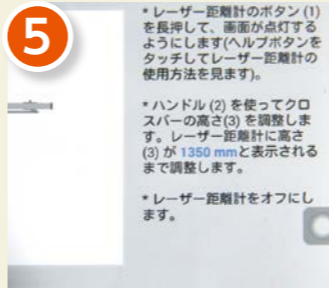 5
* レーザー距離計のボタン (1)
を長押して、画面が点灯する
ようにします(ヘルプボタンを
タッチしてレーザー距離計の
使用方法を見ます)。
* ハンドル (2) を使ってクロ
スバーの高さ(3) を調整しま
す。レーザー距離計に高さ
(3) が 1350 mmと表示される
まで調整します。
* レーザー距離計をオフにし
ます。